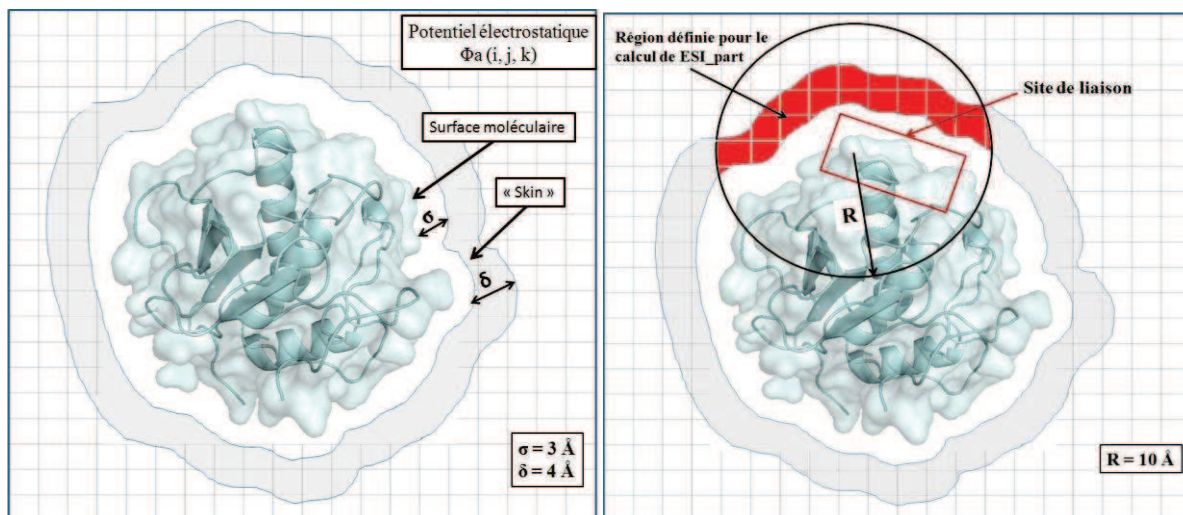 Potentiel électrostatique
Φa (i, j, k)
Surface moléculaire
« Skin »
σ
δ
σ = 3 Å
δ = 4 Å
Région définie pour le
calcul de ESI_part
Site de liaison
R
R = 10 Å